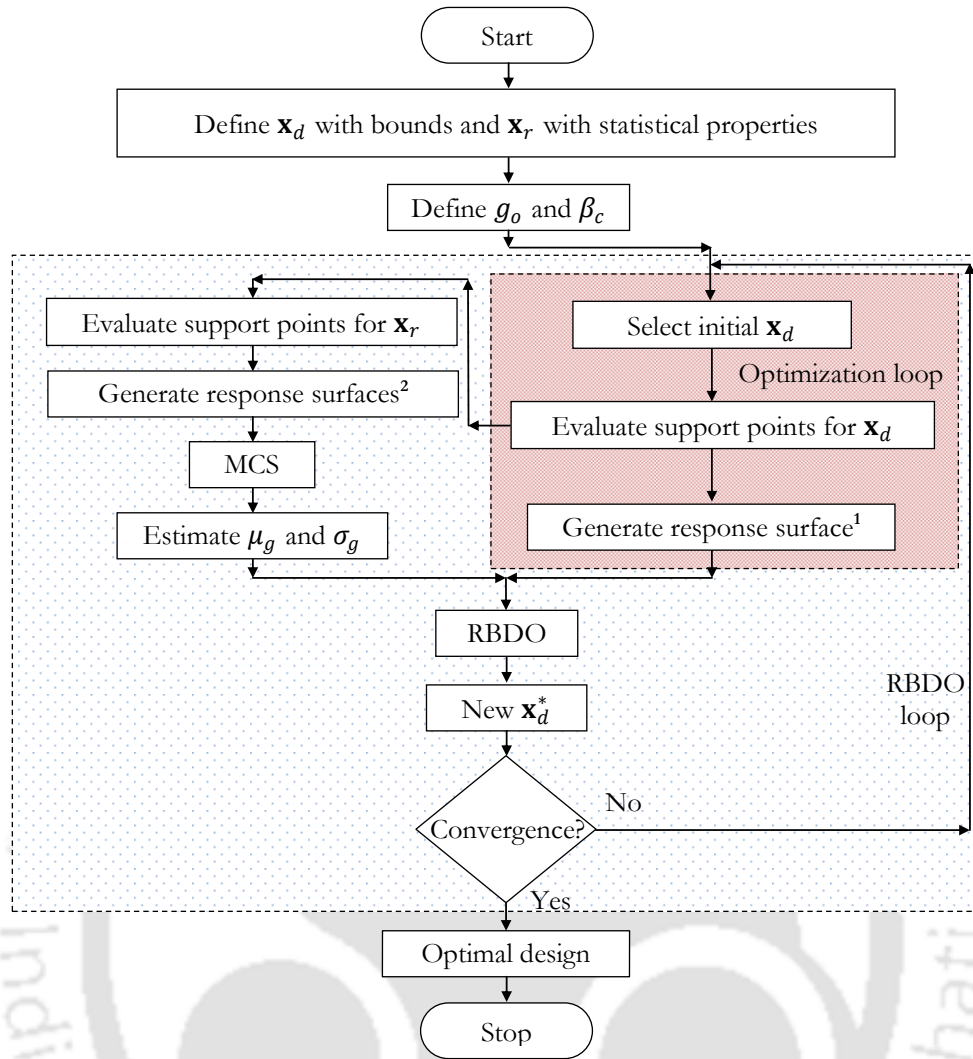 Start
Define 𝐱_d with bounds and 𝐱_r with statistical properties
Define g_o and β_c
Evaluate support points for 𝐱_r
Generate response surfaces²
MCS
Estimate μ_g and σ_g
Select initial 𝐱_d
Optimization loop
Evaluate support points for 𝐱_d
Generate response surface¹
RBDO
New 𝐱_d^*
RBDO
loop
Convergence?
No
Yes
Optimal design
Stop
Indi